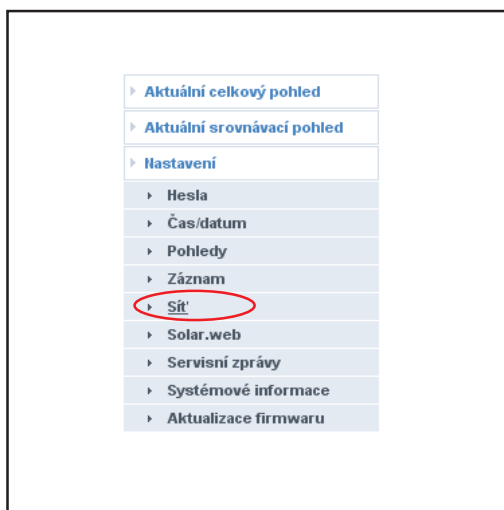 Aktuální celkový pohled
Aktuální srovnávací pohled
Nastavení
Hesla
Čas/datum
Pohledy
Záznam
Síť
Solar.web
Servisní zprávy
Systémové informace
Aktualizace firmwaru